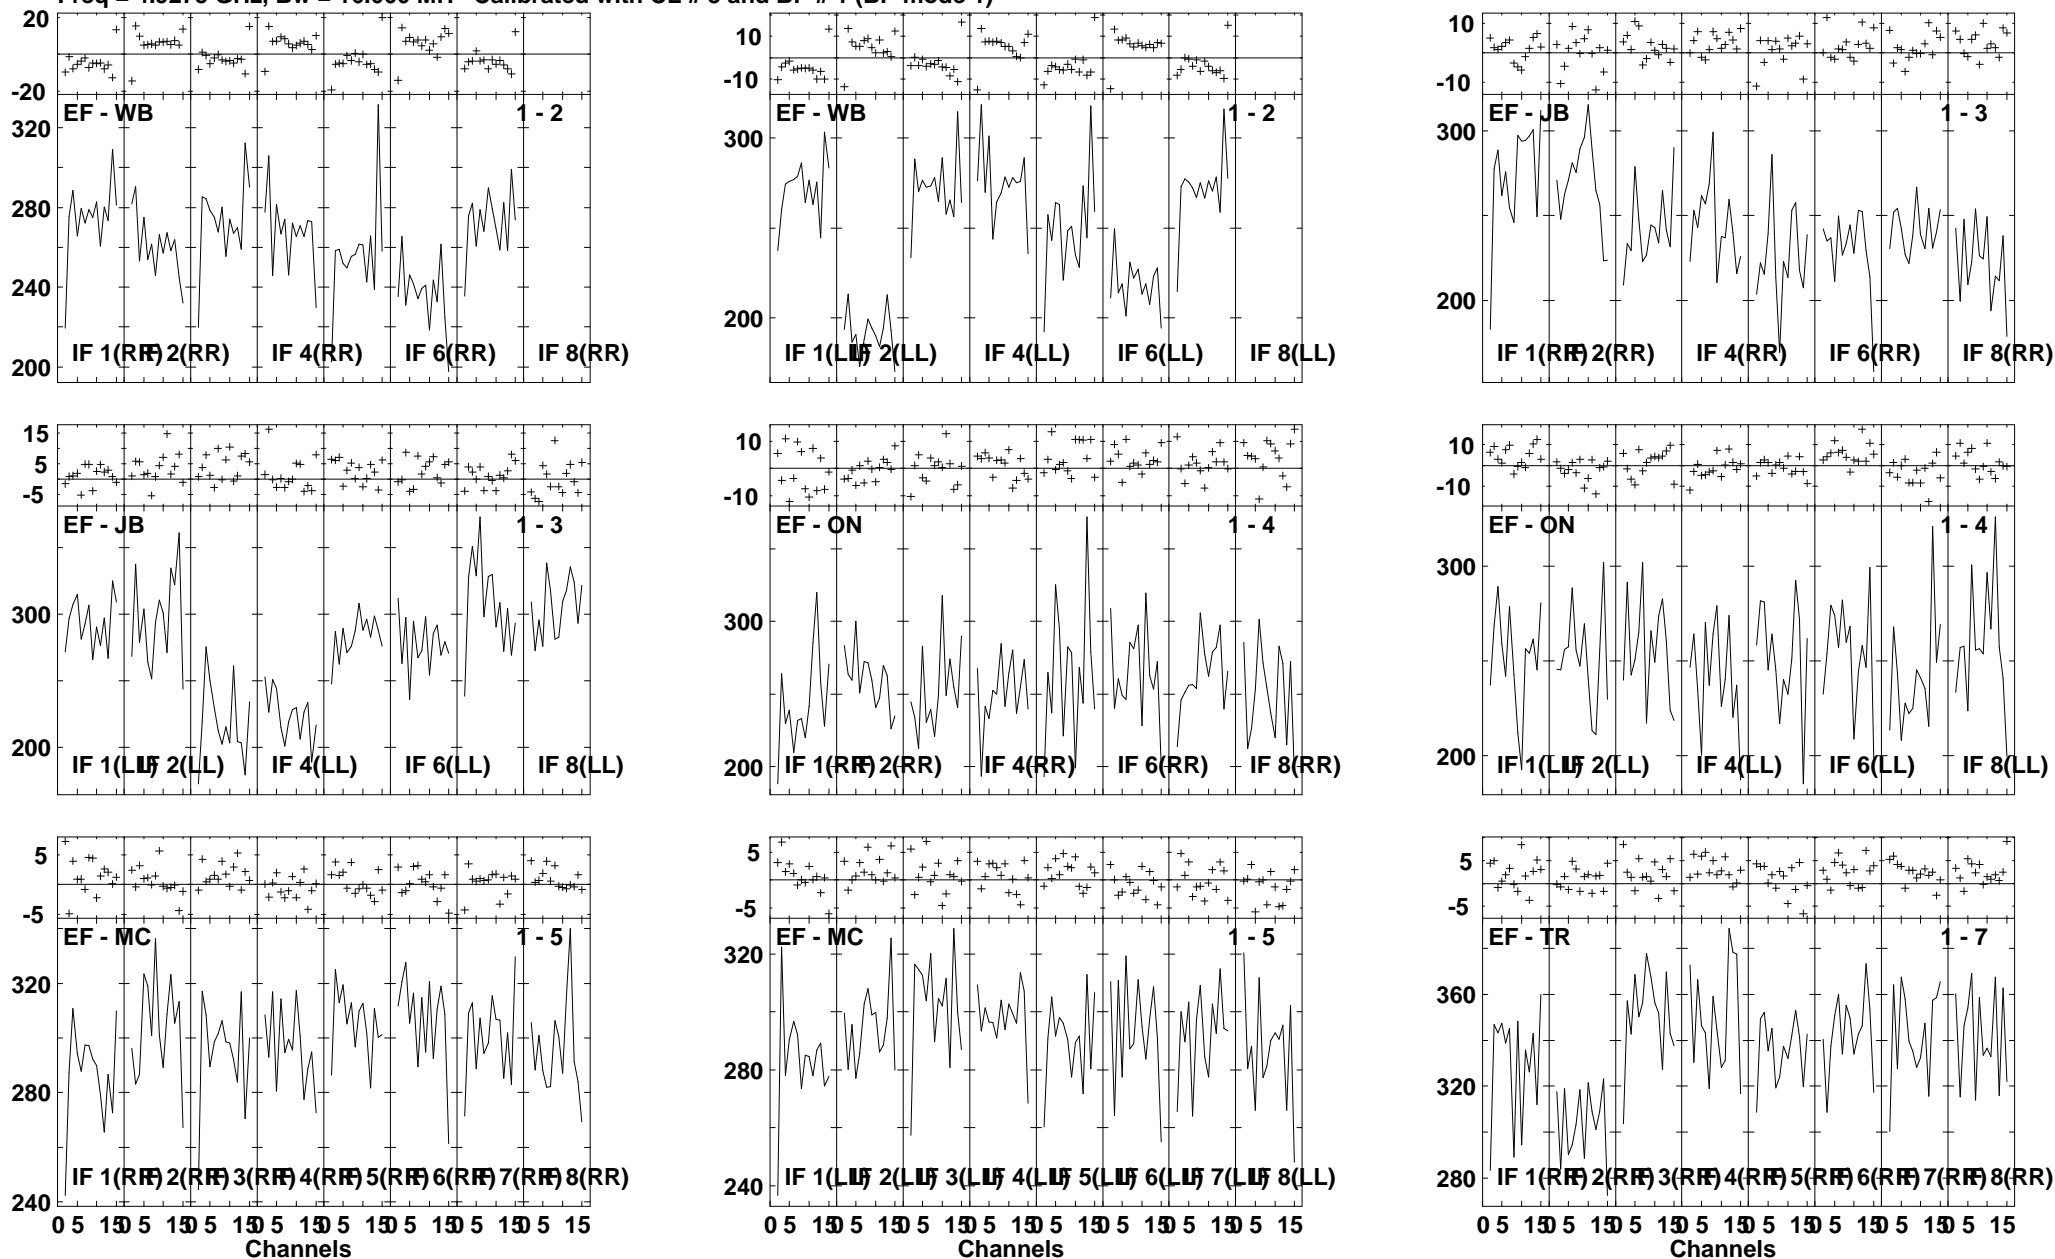 20 10 0 -20
EF - WB 1 - 2
320 280 240 200
IF 1(RR) IF 2(RR) IF 4(RR) IF 6(RR) IF 8(RR)
10 0 -10
EF - WB 1 - 2
300 200
IF 1(LL) IF 2(LL) IF 4(LL) IF 6(LL) IF 8(LL)
10 0 -10
EF - JB 1 - 3
300 200
IF 1(RR) IF 2(RR) IF 4(RR) IF 6(RR) IF 8(RR)
15 5 -5
EF - JB 1 - 3
300 200
IF 1(LL) IF 2(LL) IF 4(LL) IF 6(LL) IF 8(LL)
10 0 -10
EF - ON 1 - 4
300 200
IF 1(RR) IF 2(RR) IF 4(RR) IF 6(RR) IF 8(RR)
10 0 -10
EF - ON 1 - 4
300 200
IF 1(LL) IF 2(LL) IF 4(LL) IF 6(LL) IF 8(LL)
5 -5
EF - MC 1 - 5
320 280 240
IF 1(RR) IF 2(RR) IF 3(RR) IF 4(RR) IF 5(RR) IF 6(RR) IF 7(RR) IF 8(RR)
0 5 15 0 5 15 0 5 15 0 5 15 0 5 15 0 5 15 0 5 15 0 5 15
Channels
5 -5
EF - MC 1 - 5
320 280 240
IF 1(LL) IF 2(LL) IF 3(LL) IF 4(LL) IF 5(LL) IF 6(LL) IF 7(LL) IF 8(LL)
0 5 15 0 5 15 0 5 15 0 5 15 0 5 15 0 5 15 0 5 15 0 5 15
Channels
5 -5
EF - TR 1 - 7
360 320 280
IF 1(RR) IF 2(RR) IF 3(RR) IF 4(RR) IF 5(RR) IF 6(RR) IF 7(RR) IF 8(RR)
0 5 15 0 5 15 0 5 15 0 5 15 0 5 15 0 5 15 0 5 15 0 5 15
Channels